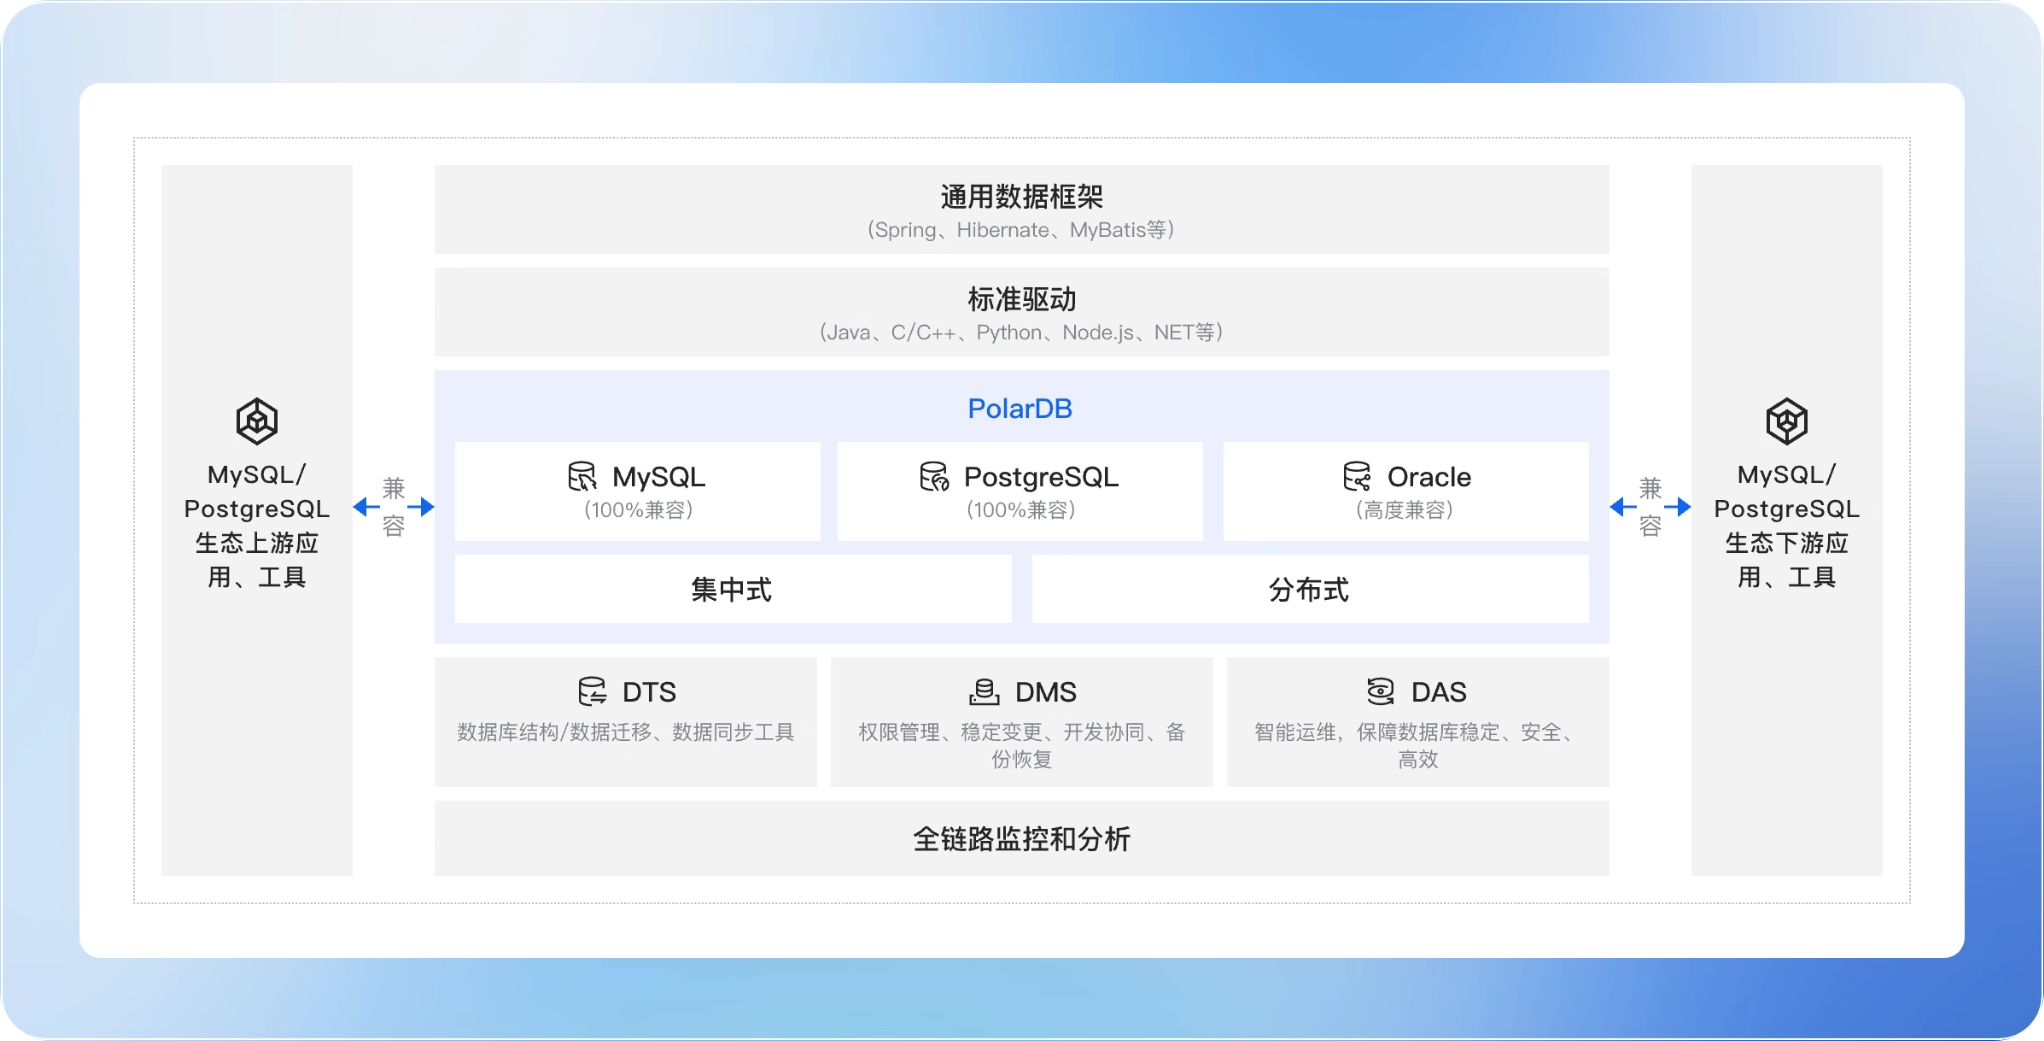 MySQL/
PostgreSQL
生态上游应
用、工具
兼
容
通用数据框架
(Spring、Hibernate、MyBatis等)
标准驱动
(Java、C/C++、Python、Node.js、NET等)
PolarDB
MySQL
(100%兼容)
PostgreSQL
(100%兼容)
Oracle
(高度兼容)
集中式
分布式
DTS
数据库结构/数据迁移、数据同步工具
DMS
权限管理、稳定变更、开发协同、备
份恢复
DAS
智能运维，保障数据库稳定、安全、
高效
全链路监控和分析
兼
容
MySQL/
PostgreSQL
生态下游应
用、工具